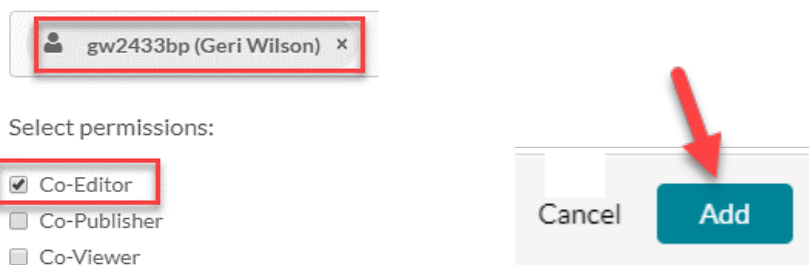 gw2433bp (Geri Wilson) ×
Select permissions:
Co-Editor
Co-Publisher
Co-Viewer
Cancel
Add